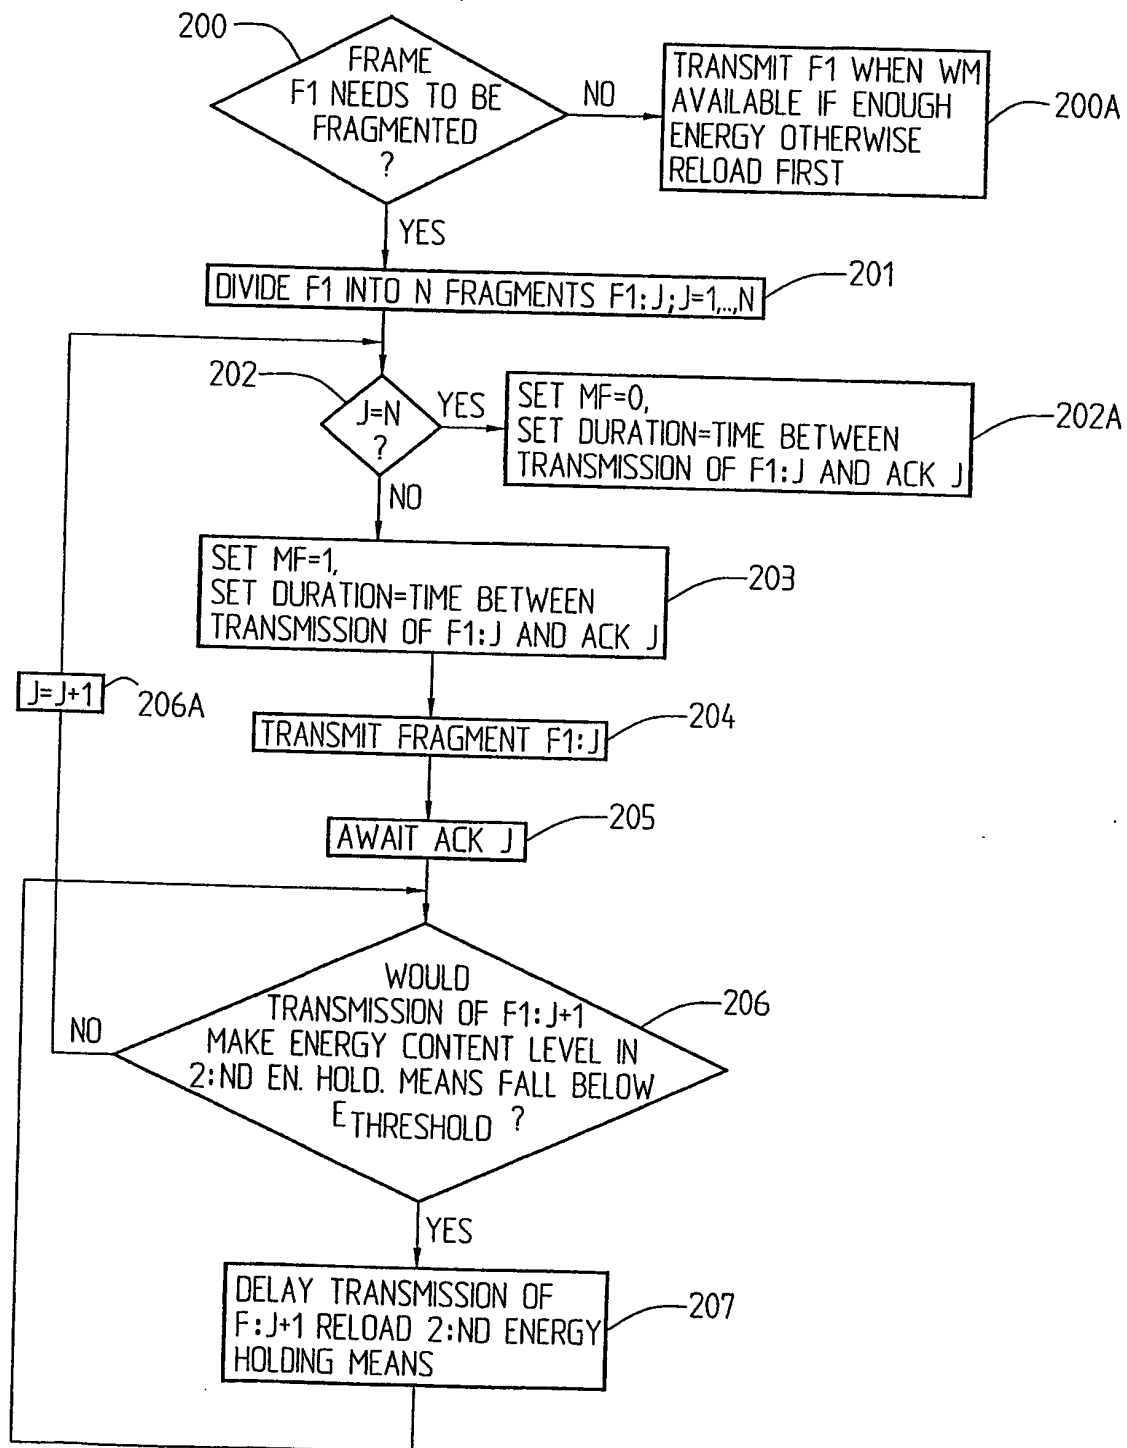 200
FRAME
F1 NEEDS TO BE
FRAGMENTED
?
NO
TRANSMIT F1 WHEN WM
AVAILABLE IF ENOUGH
ENERGY OTHERWISE
RELOAD FIRST
200A
YES
DIVIDE F1 INTO N FRAGMENTS F1:J;J=1,..,N
201
202
J=N
?
YES
SET MF=0,
SET DURATION=TIME BETWEEN
TRANSMISSION OF F1:J AND ACK J
202A
NO
SET MF=1,
SET DURATION=TIME BETWEEN
TRANSMISSION OF F1:J AND ACK J
203
J=J+1
206A
TRANSMIT FRAGMENT F1:J
204
AWAIT ACK J
205
WOULD
TRANSMISSION OF F1:J+1
MAKE ENERGY CONTENT LEVEL IN
2:ND EN. HOLD. MEANS FALL BELOW
ETHRESHOLD ?
206
NO
YES
DELAY TRANSMISSION OF
F:J+1 RELOAD 2:ND ENERGY
HOLDING MEANS
207